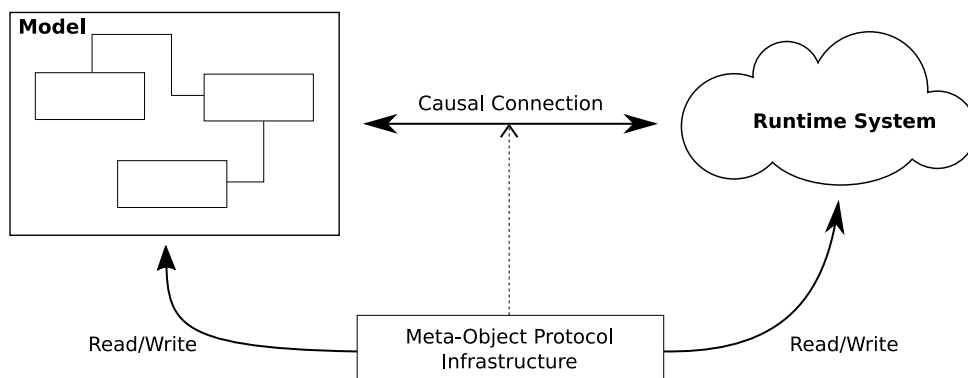 Model
Causal Connection
Runtime System
Read/Write
Meta-Object Protocol
Infrastructure
Read/Write